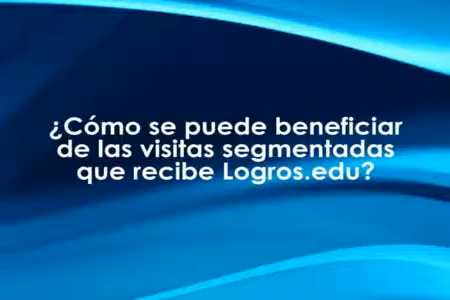 ¿Cómo se puede beneficiar
de las visitas segmentadas
que recibe Logros.edu?